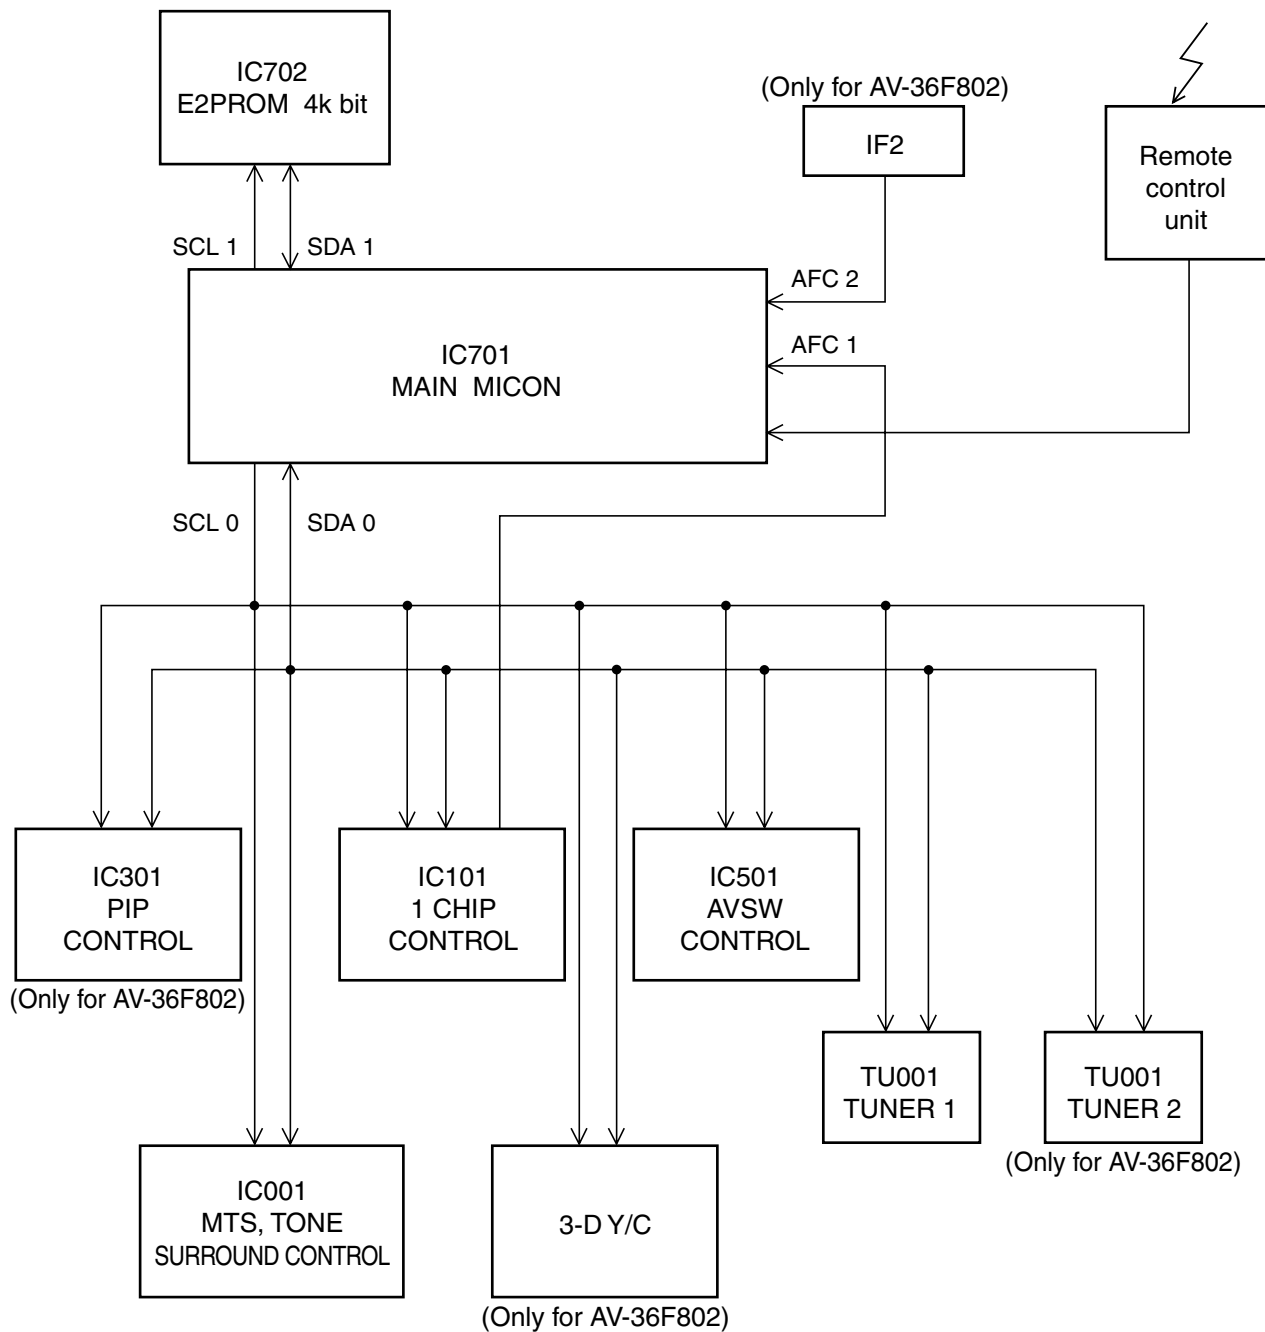 IC702
E2PROM 4k bit
(Only for AV-36F802)
IF2
Remote
control
unit
SCL 1
SDA 1
AFC 2
AFC 1
IC701
MAIN MICON
SCL 0
SDA 0
IC301
PIP
CONTROL
(Only for AV-36F802)
IC101
1 CHIP
CONTROL
IC501
AVSW
CONTROL
TU001
TUNER 1
TU001
TUNER 2
(Only for AV-36F802)
IC001
MTS, TONE
SURROUND CONTROL
3-D Y/C
(Only for AV-36F802)